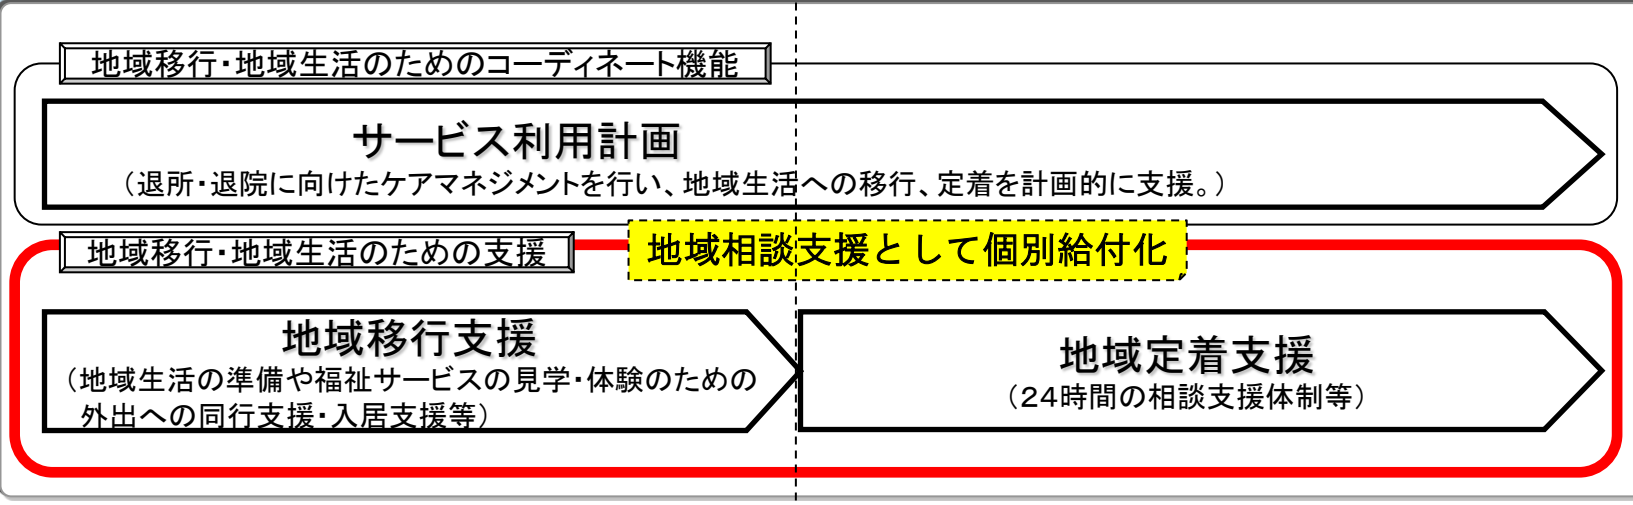 地域移行・地域生活のためのコーディネート機能
サービス利用計画
（退所・退院に向けたケアマネジメントを行い、地域生活への移行、定着を計画的に支援。）
地域移行・地域生活のための支援
地域相談支援として個別給付化
地域移行支援
（地域生活の準備や福祉サービスの見学・体験のための
外出への同行支援・入居支援等）
地域定着支援
（24時間の相談支援体制等）